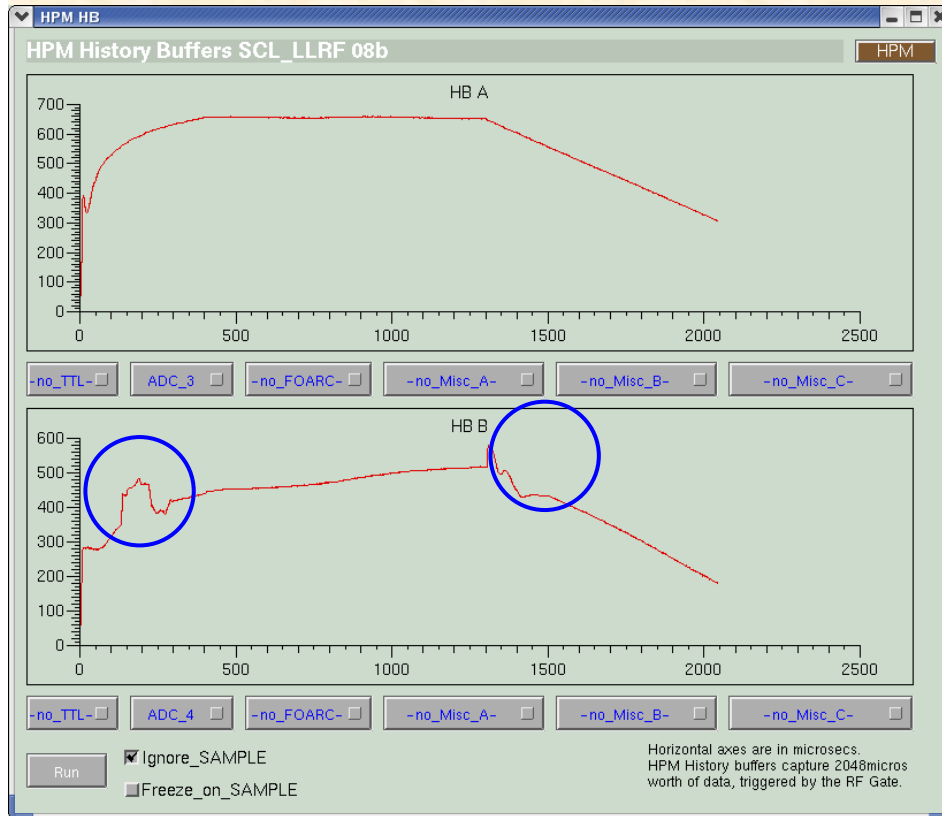 HPM HB
HPM History Buffers SCL_LLRF 08b
HPM
HB A
700
600
500
400
300
200
100
0
0 500 1000 1500 2000 2500
-no_TTL- ADC_3 -no_FOARC- -no_Misc_A- -no_Misc_B- -no_Misc_C-
HB B
600
500
400
300
200
100
0
0 500 1000 1500 2000 2500
-no_TTL- ADC_4 -no_FOARC- -no_Misc_A- -no_Misc_B- -no_Misc_C-
Run
Ignore_SAMPLE
Freeze_on_SAMPLE
Horizontal axes are in microsecs.
HPM History buffers capture 2048micros
worth of data, triggered by the RF Gate.